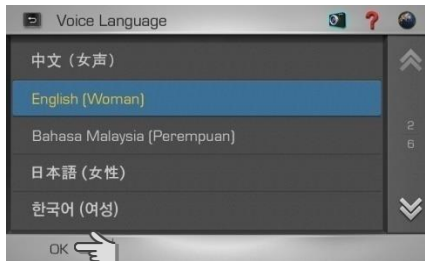 Voice Language
?
中文 (女声)
English (Woman)
Bahasa Malaysia (Perempuan)
2
6
日本語 (女性)
한국어 (여성)
OK